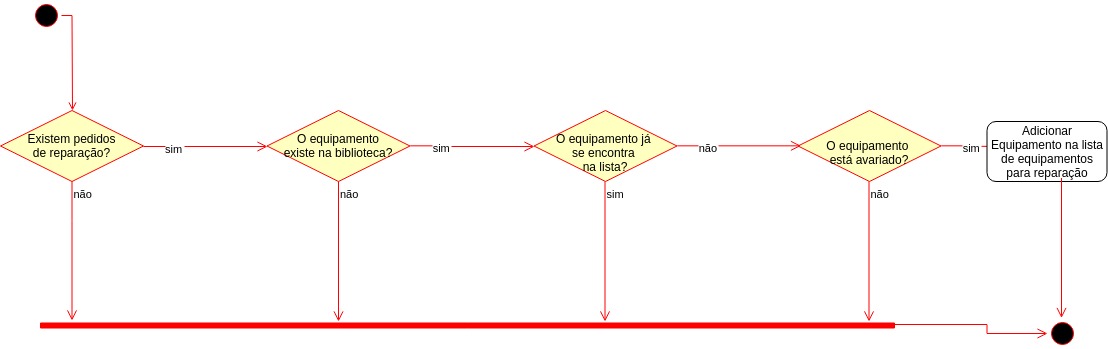 Existem pedidos
de reparação?
sim
não
O equipamento
existe na biblioteca?
sim
não
O equipamento já
se encontra
na lista?
não
sim
O equipamento
está avariado?
sim
não
Adicionar
Equipamento na lista
de equipamentos
para reparação